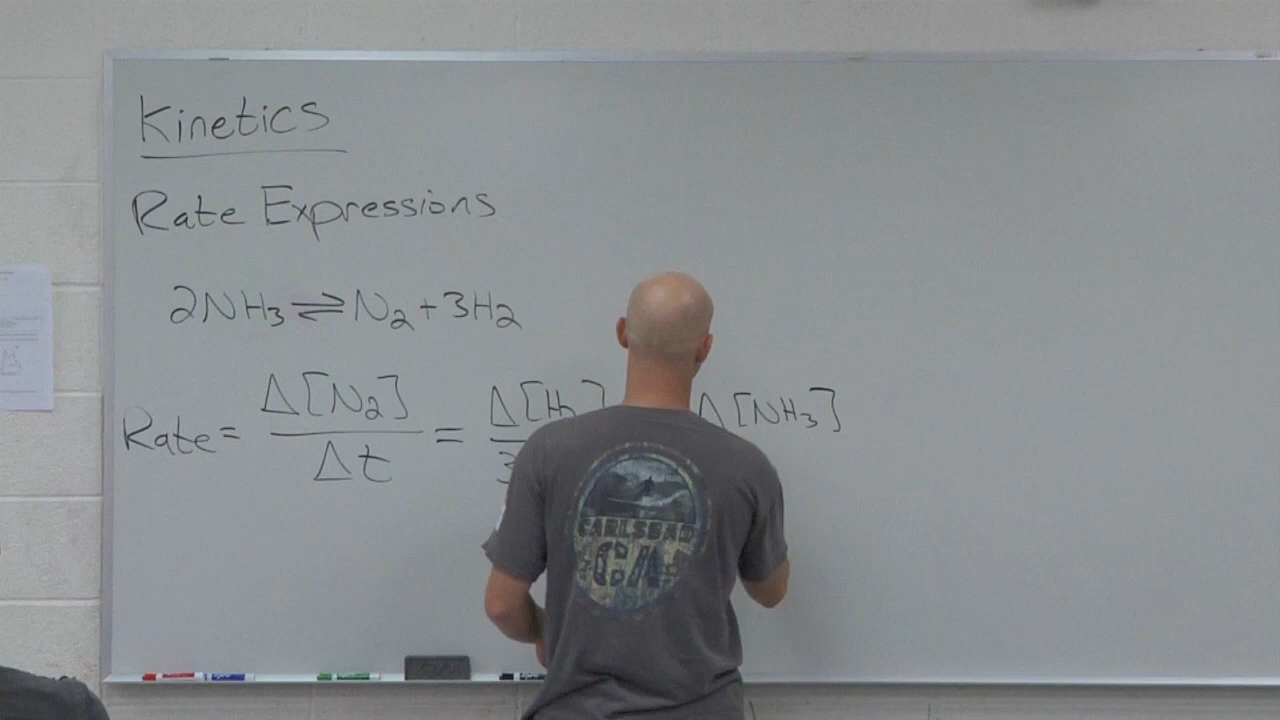 Kinetics
Rate Expressions
2NH₃ ⇌ N₂ + 3H₂
Rate = Δ[N₂] / Δt = Δ[H₂] / 3 Δ[NH₃]
CARLSBAD
CA